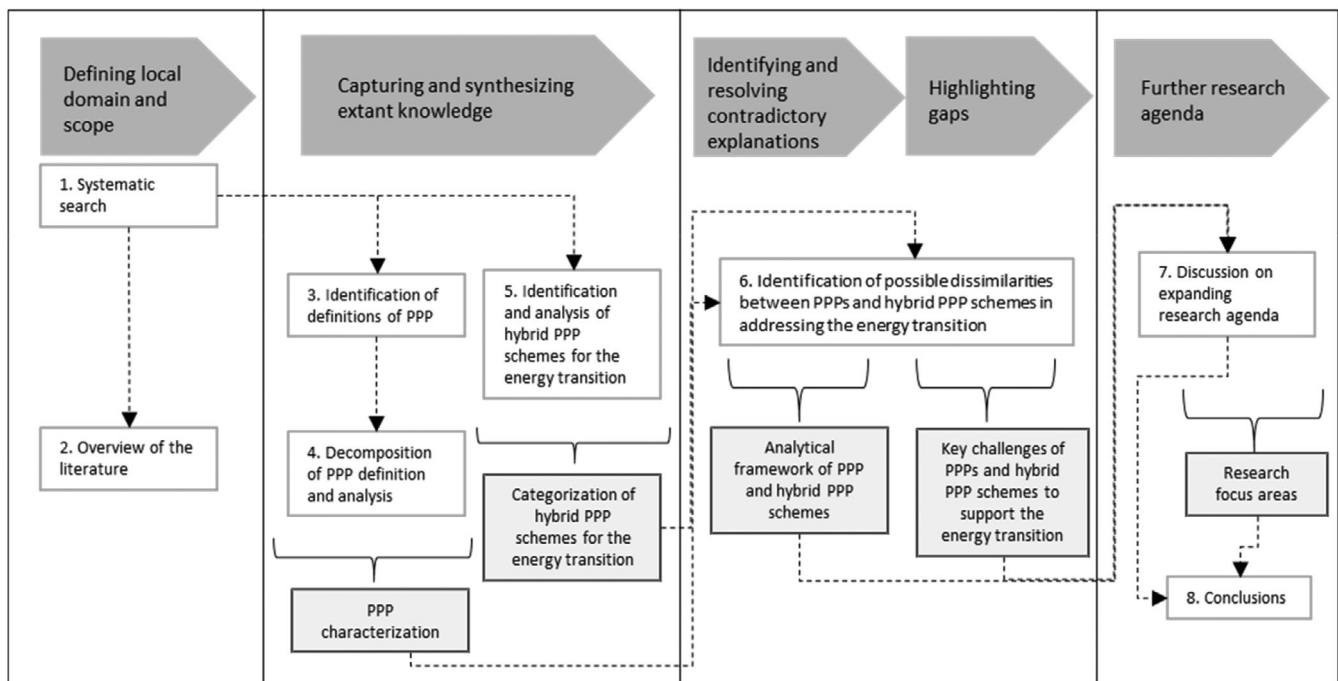 Defining local
domain and
scope
Capturing and synthesizing
extant knowledge
Identifying and
resolving
contradictory
explanations
Highlighting
gaps
Further research
agenda
1. Systematic
search
2. Overview of the
literature
3. Identification of
definitions of PPP
4. Decomposition
of PPP definition
and analysis
PPP
characterization
5. Identification
and analysis of
hybrid PPP
schemes for the
energy transition
Categorization of
hybrid PPP
schemes for the
energy transition
6. Identification of possible dissimilarities
between PPPs and hybrid PPP schemes in
addressing the energy transition
Analytical
framework of PPP
and hybrid PPP
schemes
Key challenges of
PPPs and hybrid
PPP schemes to
support the
energy transition
7. Discussion on
expanding
research agenda
Research
focus areas
8. Conclusions